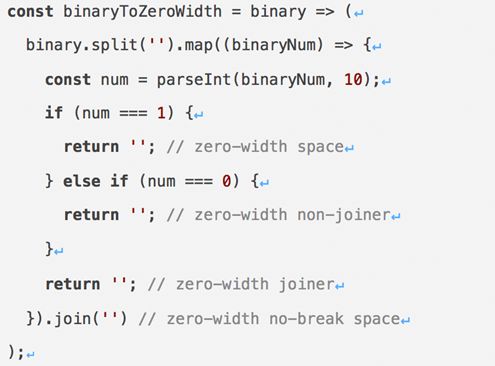 const binaryToZeroWidth = binary => (↵
binary.split('').map((binaryNum) => {↵
const num = parseInt(binaryNum, 10);↵
if (num === 1) {↵
return ''; // zero-width space↵
} else if (num === 0) {↵
return ''; // zero-width non-joiner↵
}↵
return ''; // zero-width joiner↵
}).join('') // zero-width no-break space↵
);↵